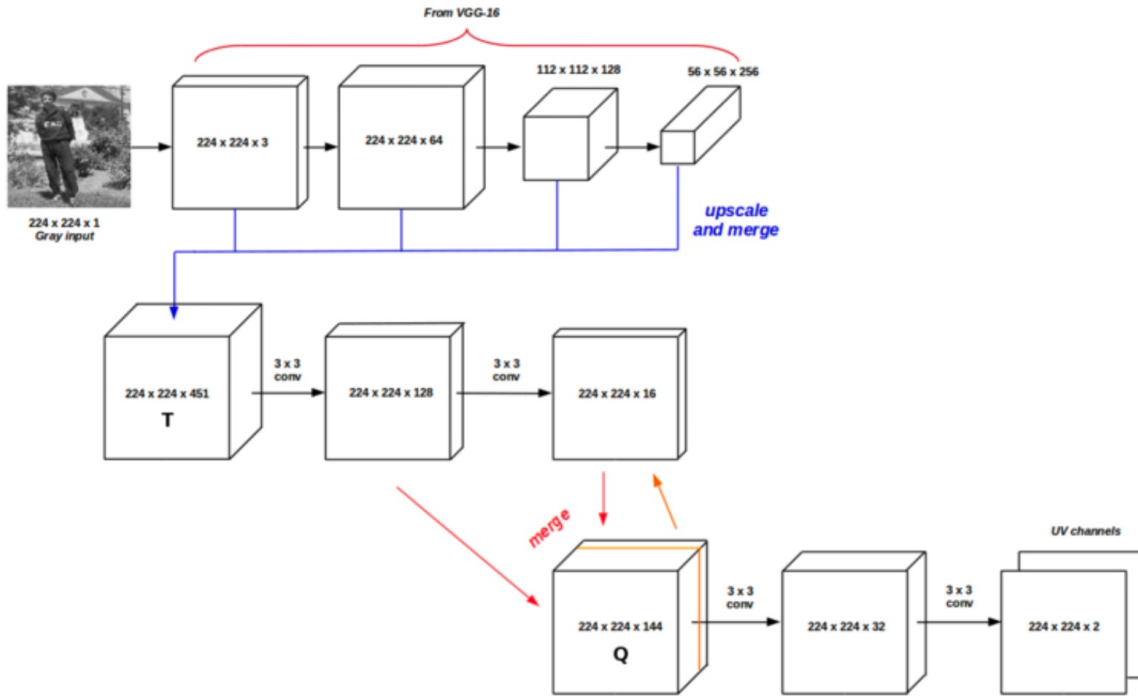 From VGG-16
112 x 112 x 128
56 x 56 x 256
224 x 224 x 3
224 x 224 x 64
224 x 224 x 1
Gray input
upscale
and merge
3 x 3
conv
3 x 3
conv
224 x 224 x 451
T
224 x 224 x 128
224 x 224 x 16
merge
UV channels
3 x 3
conv
3 x 3
conv
224 x 224 x 144
Q
224 x 224 x 32
224 x 224 x 2